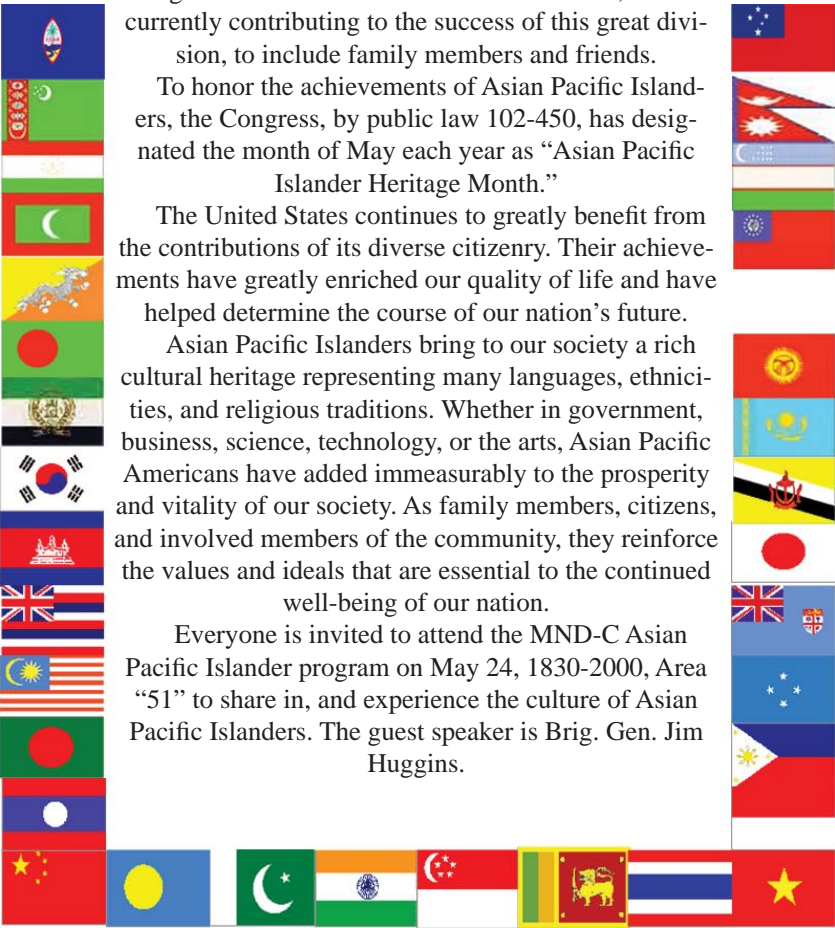 currently contributing to the success of this great divi-
sion, to include family members and friends.
To honor the achievements of Asian Pacific Island-
ers, the Congress, by public law 102-450, has desig-
nated the month of May each year as “Asian Pacific
Islander Heritage Month.”
The United States continues to greatly benefit from
the contributions of its diverse citizenry. Their achieve-
ments have greatly enriched our quality of life and have
helped determine the course of our nation’s future.
Asian Pacific Islanders bring to our society a rich
cultural heritage representing many languages, ethnici-
ties, and religious traditions. Whether in government,
business, science, technology, or the arts, Asian Pacific
Americans have added immeasurably to the prosperity
and vitality of our society. As family members, citizens,
and involved members of the community, they reinforce
the values and ideals that are essential to the continued
well-being of our nation.
Everyone is invited to attend the MND-C Asian
Pacific Islander program on May 24, 1830-2000, Area
“51” to share in, and experience the culture of Asian
Pacific Islanders. The guest speaker is Brig. Gen. Jim
Huggins.